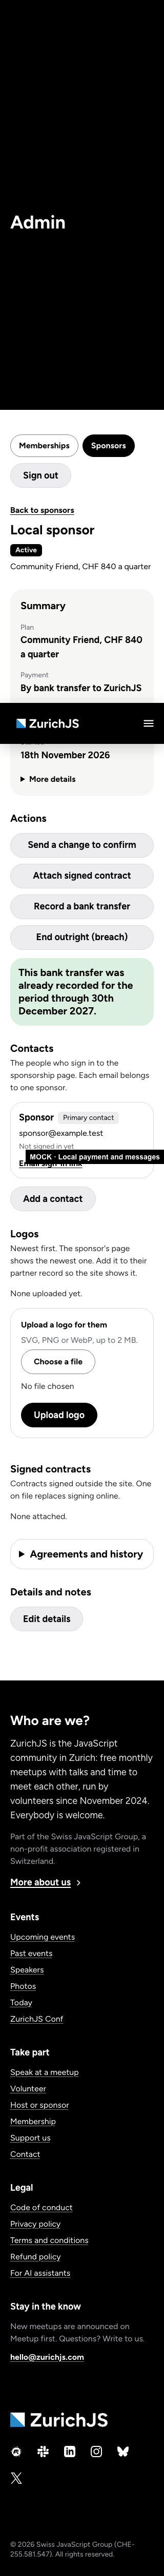 Admin
Memberships
Sponsors
Sign out
Back to sponsors
Local sponsor
Active
Community Friend, CHF 840 a quarter
Summary
Plan
Community Friend, CHF 840
a quarter
Payment
By bank transfer to ZurichJS
ZurichJS
18th November 2026
More details
Actions
Send a change to confirm
Attach signed contract
Record a bank transfer
End outright (breach)
This bank transfer was
already recorded for the
period through 30th
December 2027.
Contacts
The people who sign in to the
sponsorship page. Each email belongs
to one sponsor.
Sponsor
Primary contact
sponsor@example.test
Not signed in yet
MOCK · Local payment and messages
Email sign-in link
Add a contact
Logos
Newest first. The sponsor's page
shows the newest one. Add it to their
partner record so the site shows it.
None uploaded yet.
Upload a logo for them
SVG, PNG or WebP, up to 2 MB.
Choose a file
No file chosen
Upload logo
Signed contracts
Contracts signed outside the site. One
on file replaces signing online.
None attached.
Agreements and history
Details and notes
Edit details
Who are we?
ZurichJS is the JavaScript
community in Zurich: free monthly
meetups with talks and time to
meet each other, run by
volunteers since November 2024.
Everybody is welcome.
Part of the Swiss JavaScript Group, a
non-profit association registered in
Switzerland.
More about us
Events
Upcoming events
Past events
Speakers
Photos
Today
ZurichJS Conf
Take part
Speak at a meetup
Volunteer
Host or sponsor
Membership
Support us
Contact
Legal
Code of conduct
Privacy policy
Terms and conditions
Refund policy
For AI assistants
Stay in the know
New meetups are announced on
Meetup first. Questions? Write to us.
hello@zurichjs.com
ZurichJS
© 2026 Swiss JavaScript Group (CHE-
255.581.547). All rights reserved.